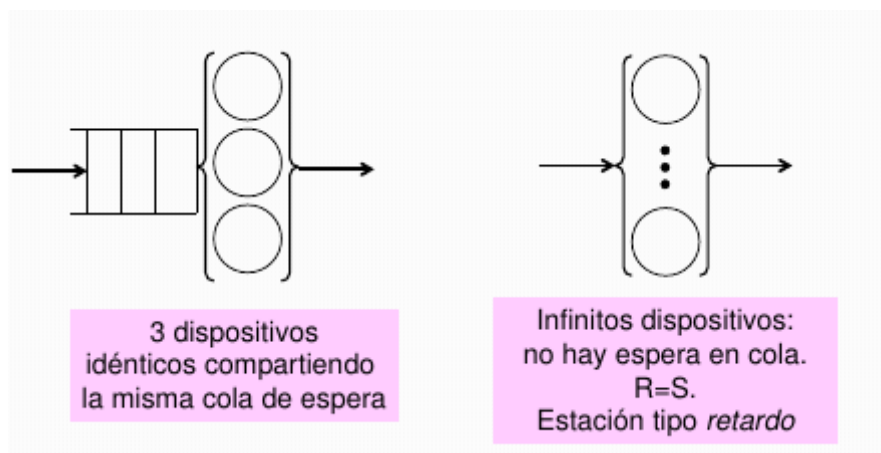 3 dispositivos
idénticos compartiendo
la misma cola de espera
Infinitos dispositivos:
no hay espera en cola.
R=S.
Estación tipo retardo